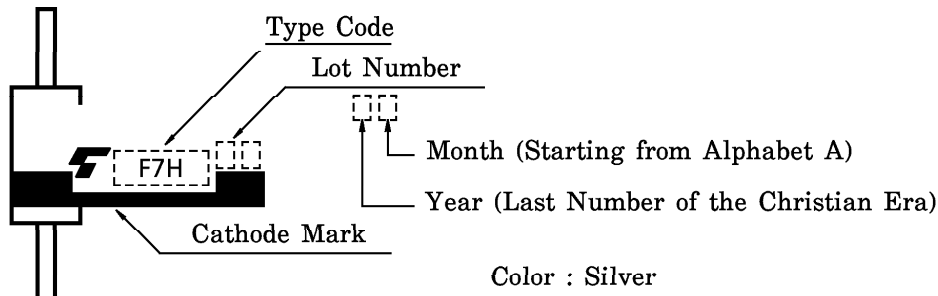 Type Code
Lot Number
Month (Starting from Alphabet A)
F7H
Year (Last Number of the Christian Era)
Cathode Mark
Color : Silver